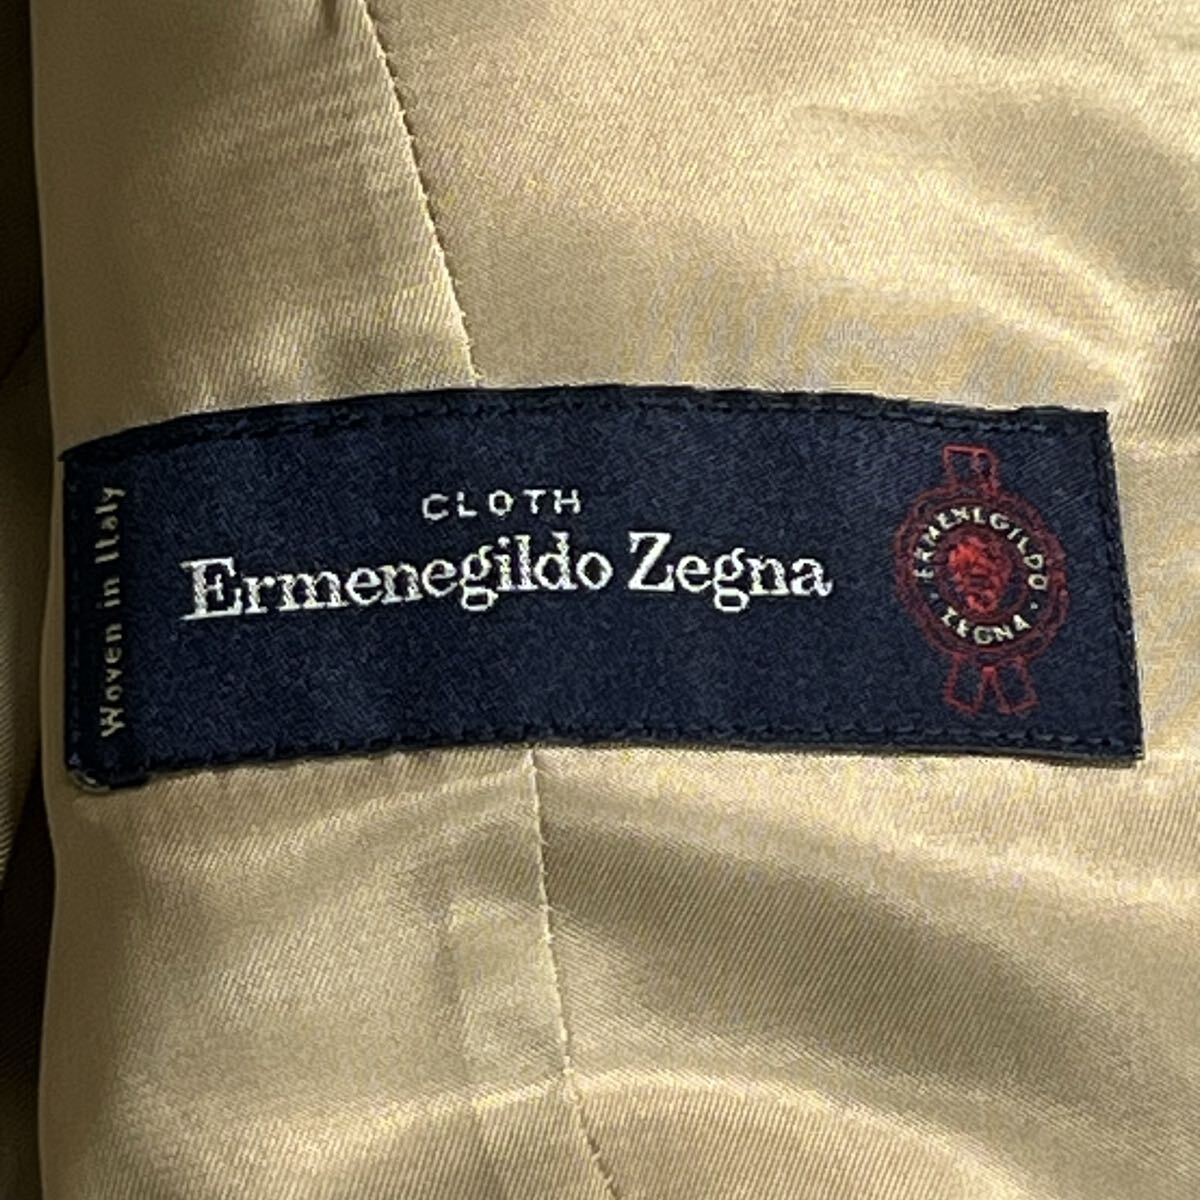 Woven in Italy
CLOTH
Ermenegildo Zegna
ERMENEGILDO
· ZEGNA ·